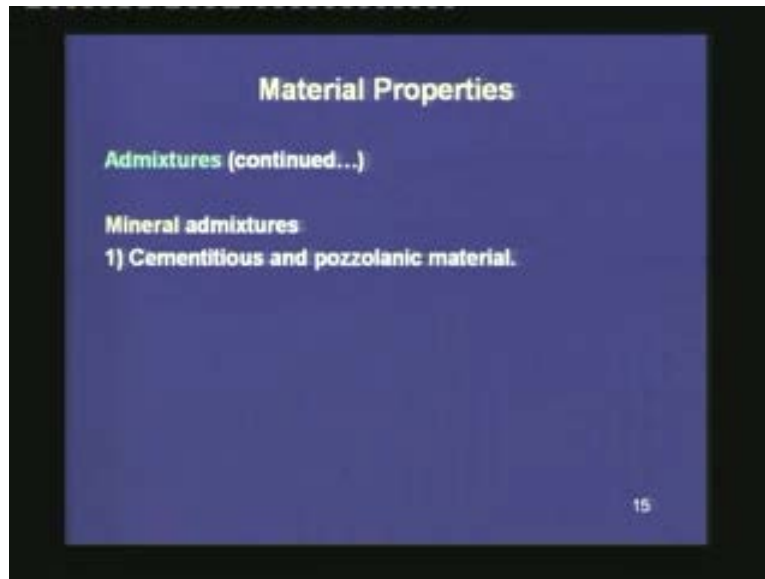 Material Properties
Admixtures (continued...)
Mineral admixtures
1) Cementitious and pozzolanic material.
15